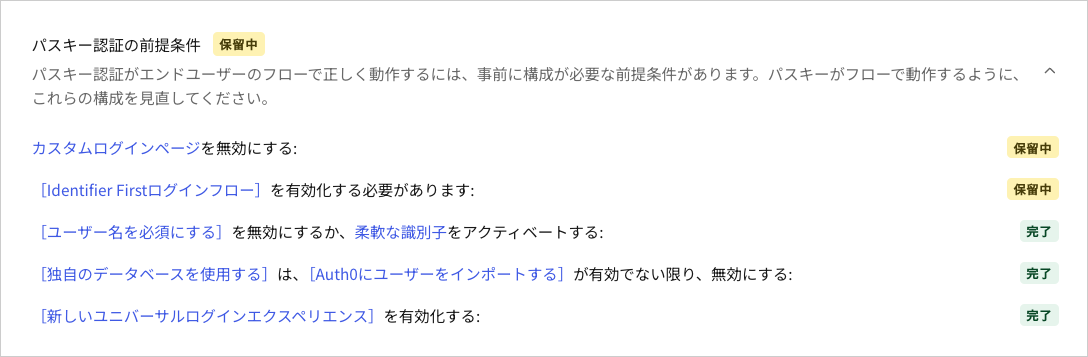 パスキー認証の前提条件 保留中
パスキー認証がエンドユーザーのフローで正しく動作するには、事前に構成が必要な前提条件があります。パスキーがフローで動作するように、
これらの構成を見直してください。
カスタムログインページを無効にする: 保留中
［Identifier Firstログインフロー］を有効化する必要があります: 保留中
［ユーザー名を必須にする］を無効にするか、柔軟な識別子をアクティベートする: 完了
［独自のデータベースを使用する］は、［Auth0にユーザーをインポートする］が有効でない限り、無効にする: 完了
［新しいユニバーサルログインエクスペリエンス］を有効化する: 完了